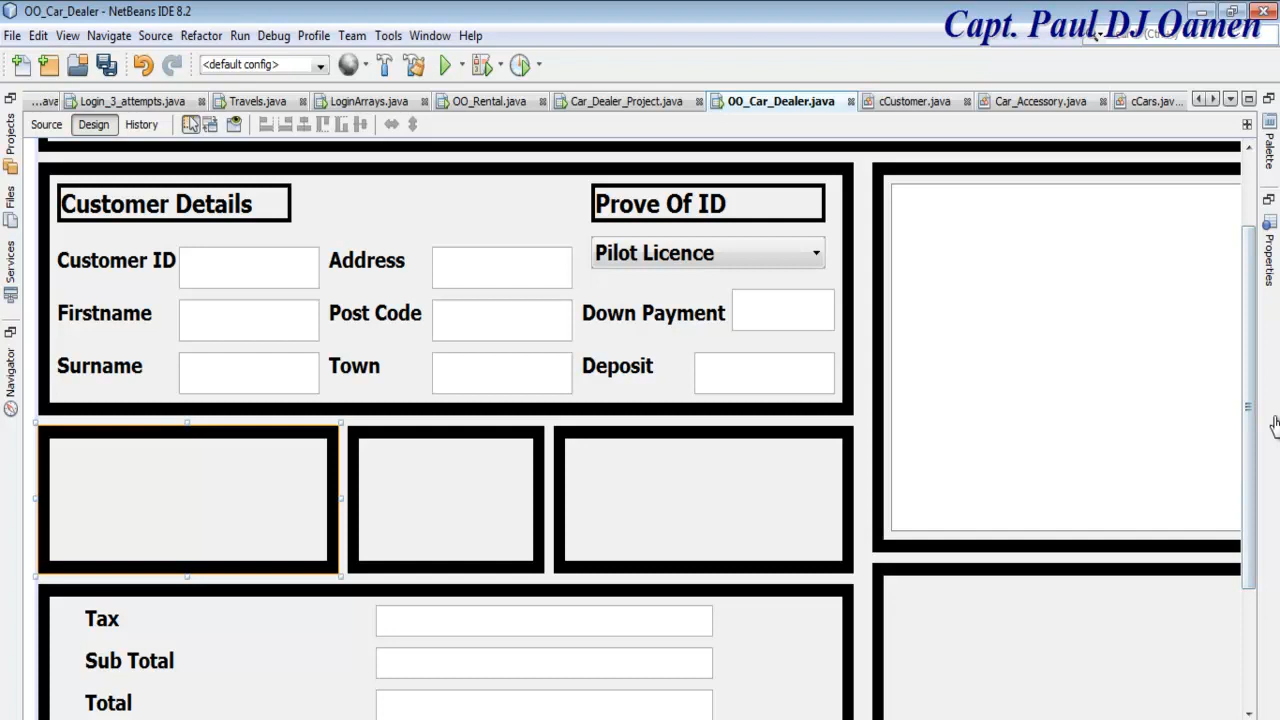 OO_Car_Dealer - NetBeans IDE 8.2
Capt. Paul DJ Oamen
File Edit View Navigate Source Refactor Run Debug Profile Team Tools Window Help
<default config>
...ava Login_3_attempts.java Travels.java LoginArrays.java OO_Rental.java Car_Dealer_Project.java OO_Car_Dealer.java cCustomer.java Car_Accessory.java cCars.jav...
Source Design History
Projects
Files
Services
Navigator
Palette
Properties
Customer Details
Prove Of ID
Customer ID
Address
Pilot Licence
Firstname
Post Code
Down Payment
Surname
Town
Deposit
Tax
Sub Total
Total